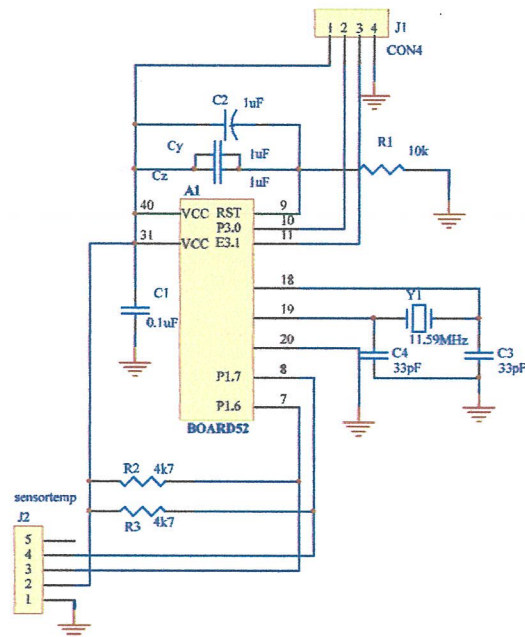 J1
1 2 3 4
CON4
C2 1uF
Cy 1uF
Cz 1uF
R1
10k
A1
40 VCC RST 9
P3.0 10
31 VCC E3.1 11
18
C1
0.1uF
19
Y1
11.59MHz
20
C4
33pF
C3
33pF
P1.7 8
P1.6 7
BOARD52
R2 4k7
R3 4k7
sensortemp
J2
5
4
3
2
1